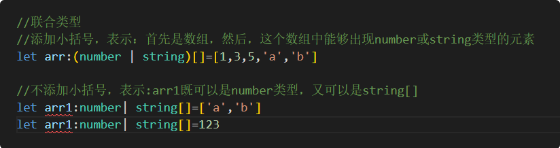 //联合类型
//添加小括号，表示：首先是数组，然后，这个数组中能够出现number或string类型的元素
let arr:(number | string)[]=[1,3,5,'a','b']
//不添加小括号，表示:arr1既可以是number类型，又可以是string[]
let arr1:number| string[]=['a','b']
let arr1:number| string[]=123